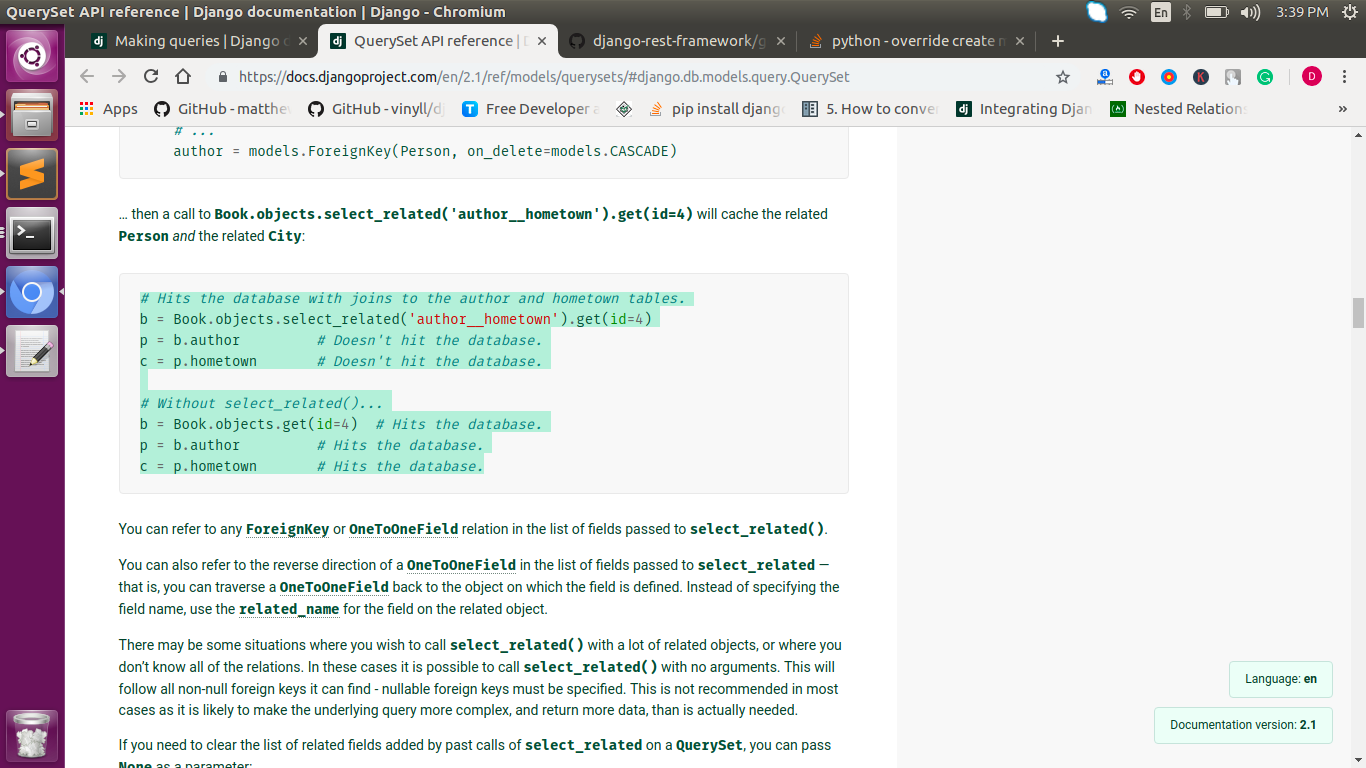 QuerySet API reference | Django documentation | Django - Chromium
En
3:39 PM
dj Making queries | Django
dj QuerySet API reference |
django-rest-framework/
python - override create
https://docs.djangoproject.com/en/2.1/ref/models/querysets/#django.db.models.query.QuerySet
K
D
Apps
GitHub - matthe
GitHub - vinyll/dj
T Free Developer
pip install djang
5. How to conver
dj Integrating Djan
Nested Relation
»
# ...
author = models.ForeignKey(Person, on_delete=models.CASCADE)
… then a call to Book.objects.select_related('author__hometown').get(id=4) will cache the related
Person and the related City:
# Hits the database with joins to the author and hometown tables.
b = Book.objects.select_related('author__hometown').get(id=4)
p = b.author # Doesn't hit the database.
c = p.hometown # Doesn't hit the database.
# Without select_related()...
b = Book.objects.get(id=4) # Hits the database.
p = b.author # Hits the database.
c = p.hometown # Hits the database.
You can refer to any ForeignKey or OneToOneField relation in the list of fields passed to select_related().
You can also refer to the reverse direction of a OneToOneField in the list of fields passed to select_related —
that is, you can traverse a OneToOneField back to the object on which the field is defined. Instead of specifying the
field name, use the related_name for the field on the related object.
There may be some situations where you wish to call select_related() with a lot of related objects, or where you
don't know all of the relations. In these cases it is possible to call select_related() with no arguments. This will
follow all non-null foreign keys it can find - nullable foreign keys must be specified. This is not recommended in most
cases as it is likely to make the underlying query more complex, and return more data, than is actually needed.
If you need to clear the list of related fields added by past calls of select_related on a QuerySet, you can pass
None as a parameter:
Language: en
Documentation version: 2.1